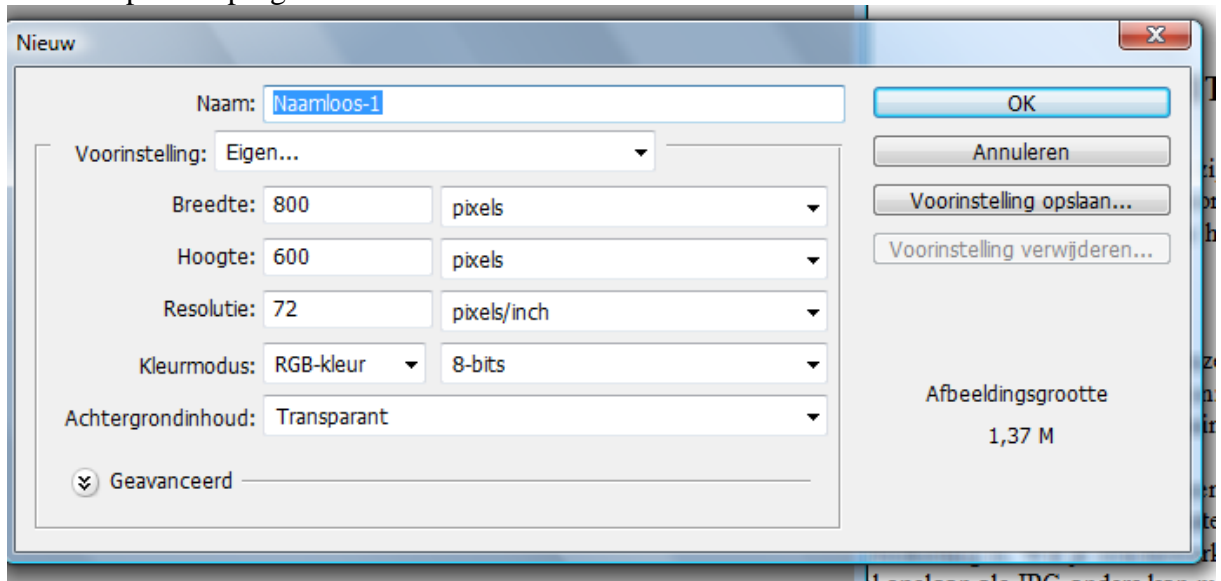 Nieuw
Naam: Naamloos-1
OK
Voorinstelling: Eigen...
Annuleren
Breedte: 800 pixels
Voorinstelling opslaan...
Hoogte: 600 pixels
Voorinstelling verwijderen...
Resolutie: 72 pixels/inch
Kleurmodus: RGB-kleur 8-bits
Afbeeldingsgrootte
Achtergrondinhoud: Transparant
1,37 M
Geavanceerd